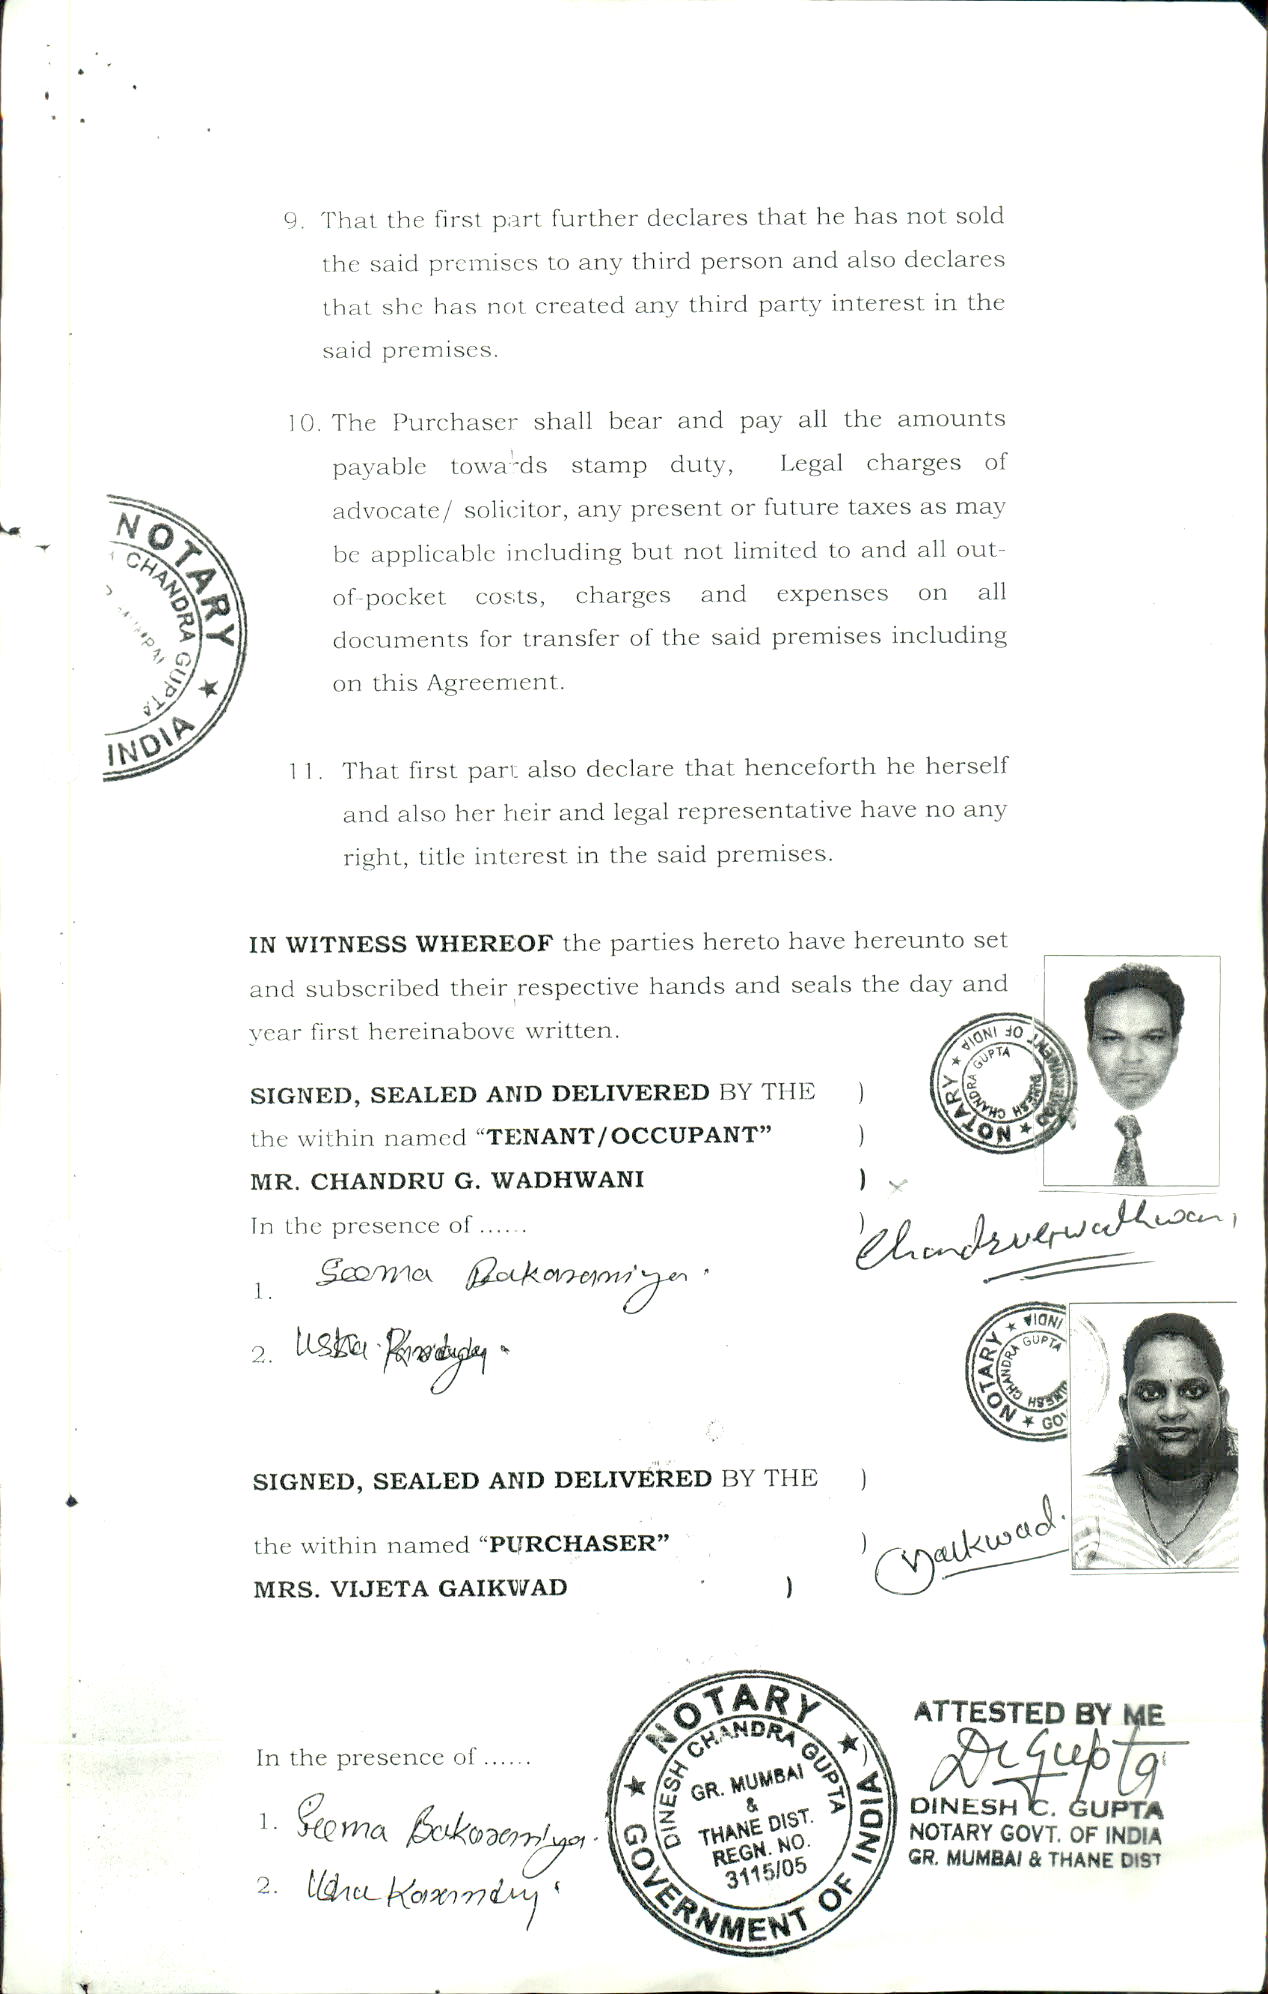 9. That the first part further declares that he has not sold
the said premises to any third person and also declares
that she has not created any third party interest in the
said premises.
10. The Purchaser shall bear and pay all the amounts
payable towards stamp duty, Legal charges of
advocate/ solicitor, any present or future taxes as may
be applicable including but not limited to and all out-
of-pocket costs, charges and expenses on all
documents for transfer of the said premises including
on this Agreement.
NOTARY
CHANDRA GUPTA
INDIA
11. That first part also declare that henceforth he herself
and also her heir and legal representative have no any
right, title interest in the said premises.
IN WITNESS WHEREOF the parties hereto have hereunto set
and subscribed their respective hands and seals the day and
year first hereinabove written.
SIGNED, SEALED AND DELIVERED BY THE )
the within named “TENANT/OCCUPANT” )
MR. CHANDRU G. WADHWANI )
In the presence of ...... )
NOTARY ★ OF INDIA
DINESH CHANDRA GUPTA
1. Seema
2.
NOTARY ★ INDIA
DINESH CHANDRA GUPTA
SIGNED, SEALED AND DELIVERED BY THE )
the within named “PURCHASER” )
MRS. VIJETA GAIKWAD )
Gaikwad.
In the presence of ......
1. Seema
2. Usha
★ NOTARY ★ GOVERNMENT OF INDIA
DINESH CHANDRA GUPTA
GR. MUMBAI
&
THANE DIST.
REGN. NO.
3115/05
ATTESTED BY ME
DCGupta
DINESH C. GUPTA
NOTARY GOVT. OF INDIA
GR. MUMBAI & THANE DIST